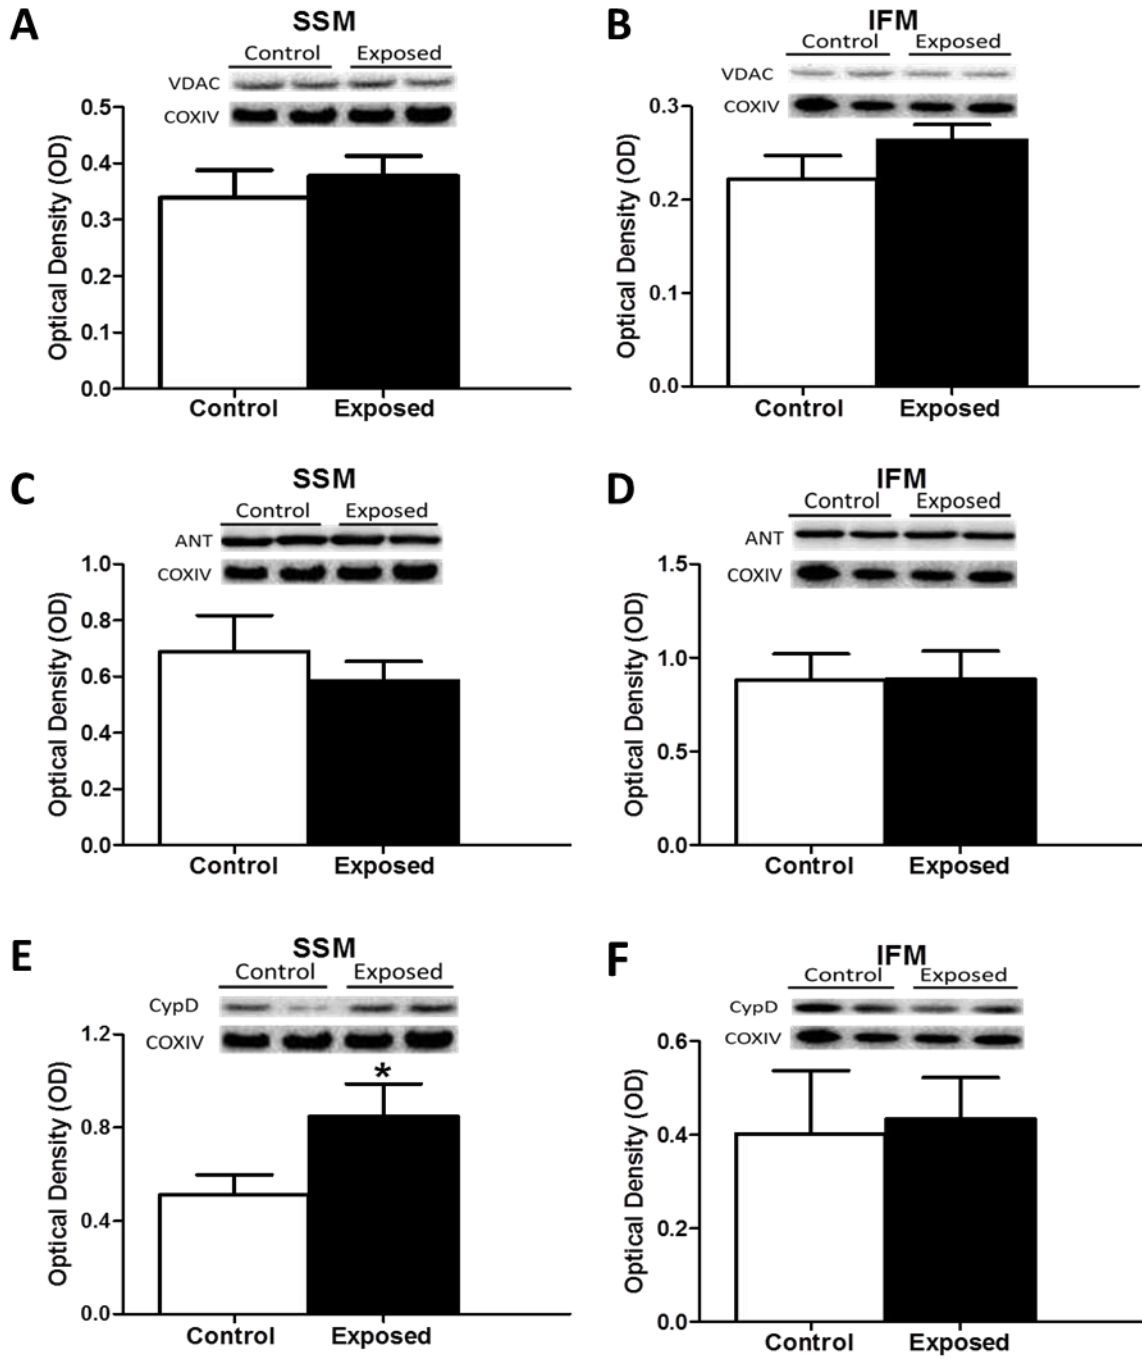 A
SSM
Control Exposed
VDAC
COXIV
Optical Density (OD)
0.5
0.4
0.3
0.2
0.1
0.0
Control Exposed
B
IFM
Control Exposed
VDAC
COXIV
Optical Density (OD)
0.3
0.2
0.1
0.0
Control Exposed
C
SSM
Control Exposed
ANT
COXIV
Optical Density (OD)
1.0
0.8
0.6
0.4
0.2
0.0
Control Exposed
D
IFM
Control Exposed
ANT
COXIV
Optical Density (OD)
1.5
1.0
0.5
0.0
Control Exposed
E
SSM
Control Exposed
CypD
COXIV
Optical Density (OD)
1.2
0.8
0.4
0.0
*
Control Exposed
F
IFM
Control Exposed
CypD
COXIV
Optical Density (OD)
0.6
0.4
0.2
0.0
Control Exposed